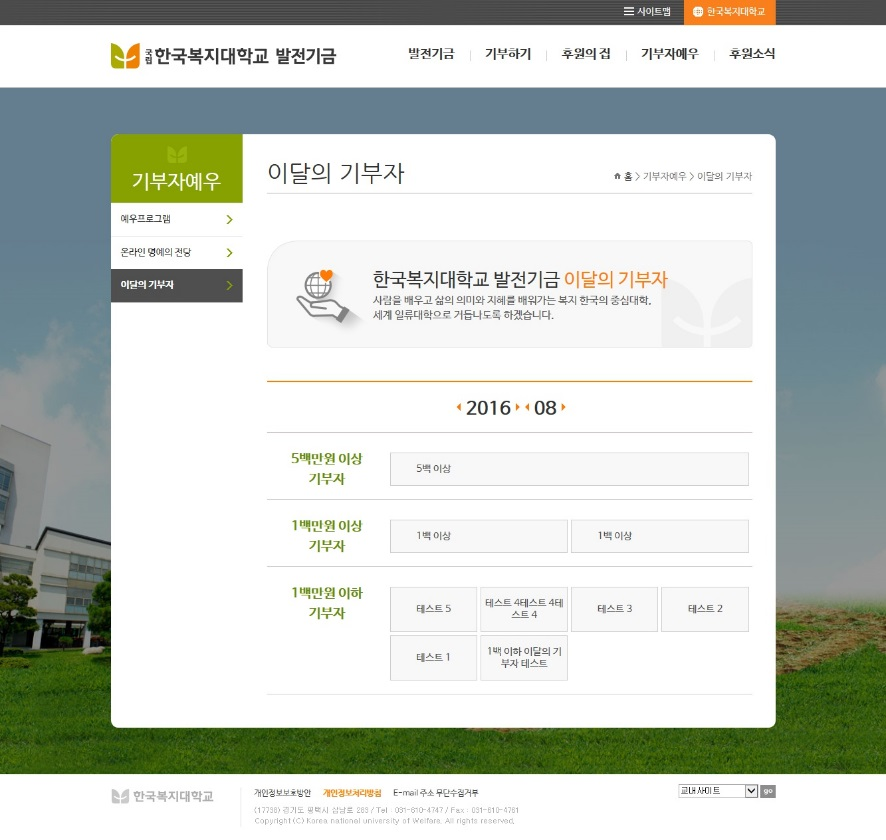 사이트맵
한국복지대학교
국립 한국복지대학교 발전기금
발전기금
기부하기
후원의 집
기부자예우
후원소식
기부자예우
예우프로그램
온라인 명예의 전당
이달의 기부자
이달의 기부자
홈 > 기부자예우 > 이달의 기부자
한국복지대학교 발전기금 이달의 기부자
사람을 배우고 삶의 의미와 지혜를 배워가는 복지 한국의 중심대학,
세계 일류대학으로 거듭나도록 하겠습니다.
2016 08
5백만원 이상
기부자
5백 이상
1백만원 이상
기부자
1백 이상
1백 이상
1백만원 이하
기부자
테스트 5
테스트 4테스트 4테
스트 4
테스트 3
테스트 2
테스트 1
1백 이하 이달의 기
부자 테스트
한국복지대학교
개인정보보호방안 개인정보처리방침 E-mail 주소 무단수집거부
교내사이트
go
(17738) 경기도 평택시 삼남로 283 / Tel : 031-610-4747 / Fax : 031-610-4761
Copyright (C) Korea national university of Welfare. All rights reserved.